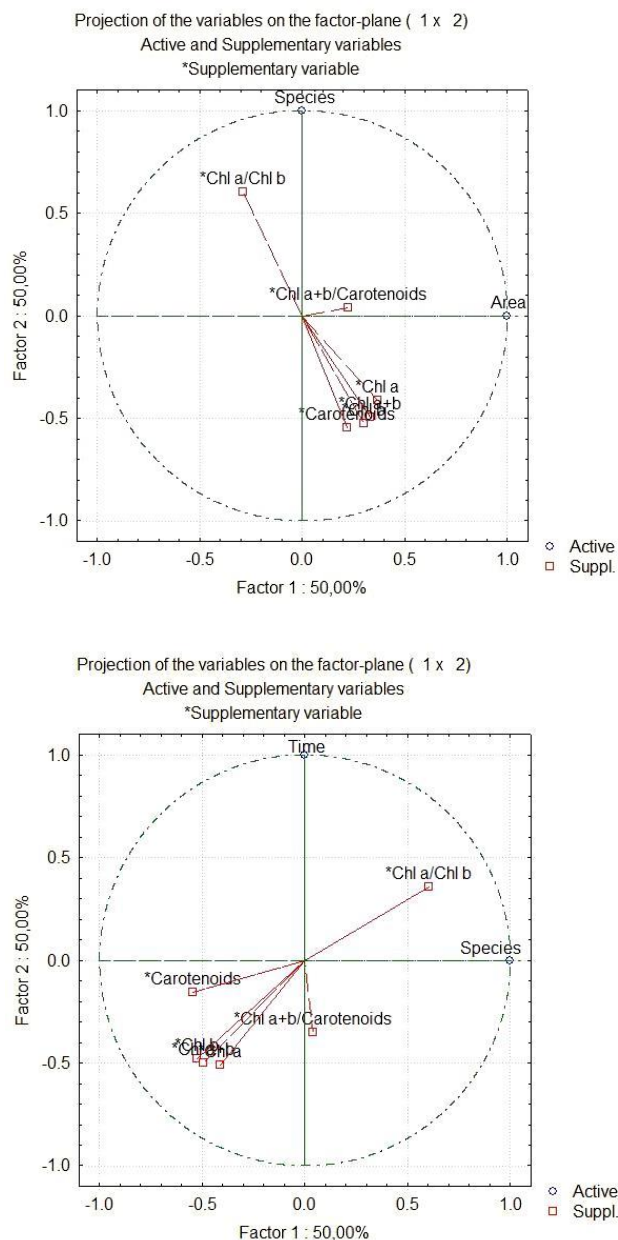 Projection of the variables on the factor-plane ( 1 x 2)
Active and Supplementary variables
*Supplementary variable
1.0
Species
*Chl a/Chl b
0.5
*Chl a+b/Carotenoids
Area
0.0
*Chl a
*Chl a+b
*Carotenoids
-0.5
-1.0
Factor 2 : 50,00%
-1.0 -0.5 0.0 0.5 1.0
Factor 1 : 50,00%
Active
Suppl.
Projection of the variables on the factor-plane ( 1 x 2)
Active and Supplementary variables
*Supplementary variable
1.0
Time
0.5
*Chl a/Chl b
Species
0.0
*Carotenoids
*Chl a+b/Carotenoids
*Chl b
Chl a
-0.5
-1.0
Factor 2 : 50,00%
-1.0 -0.5 0.0 0.5 1.0
Factor 1 : 50,00%
Active
Suppl.